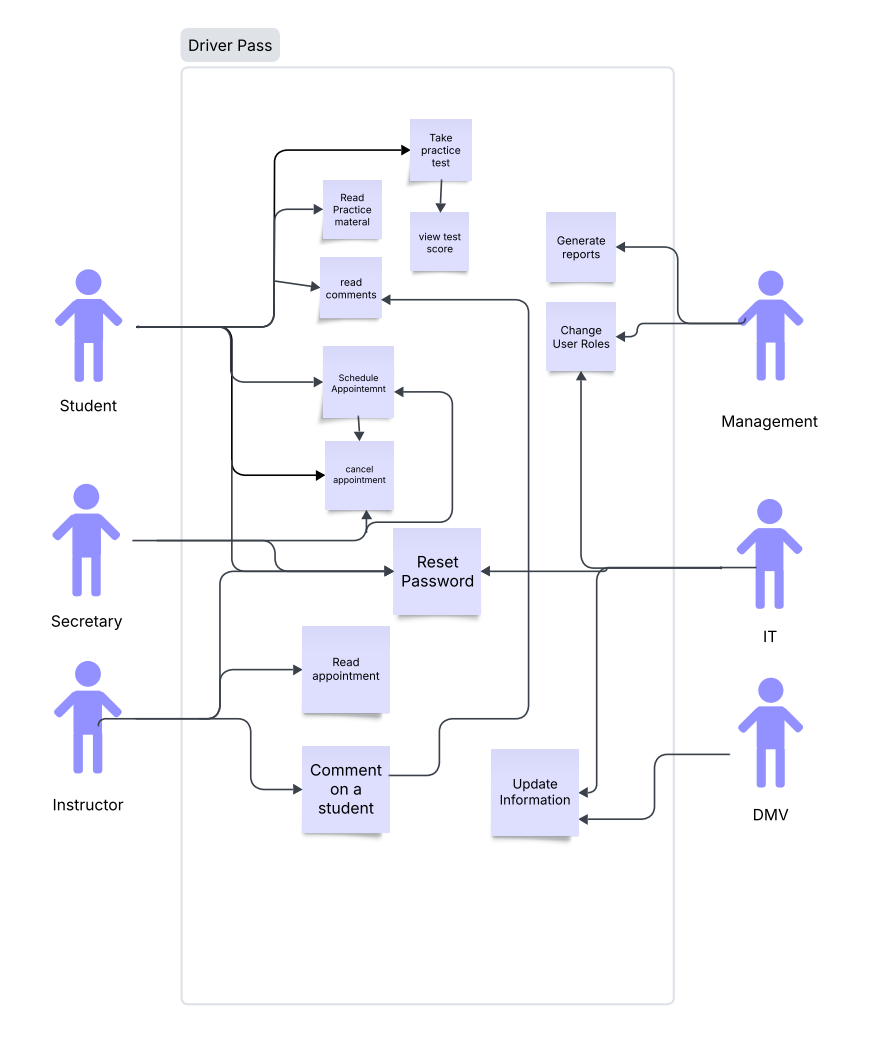 Driver Pass
Take
practice
test
Read
Practice
materal
view test
score
Generate
reports
read
comments
Change
User Roles
Student
Schedule
Appointemnt
Management
cancel
appointment
Reset
Password
Secretary
IT
Read
appointment
Comment
on a
student
Update
Information
Instructor
DMV